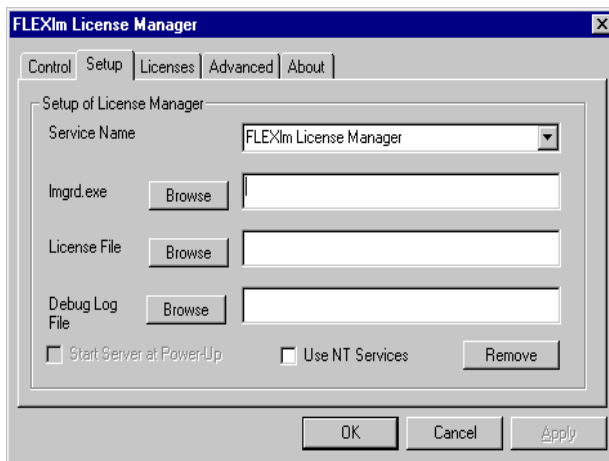 FLEXlm License Manager
Control Setup Licenses Advanced About
Setup of License Manager
Service Name FLEXlm License Manager
lmgrd.exe Browse
License File Browse
Debug Log File Browse
Start Server at Power-Up Use NT Services Remove
OK Cancel Apply